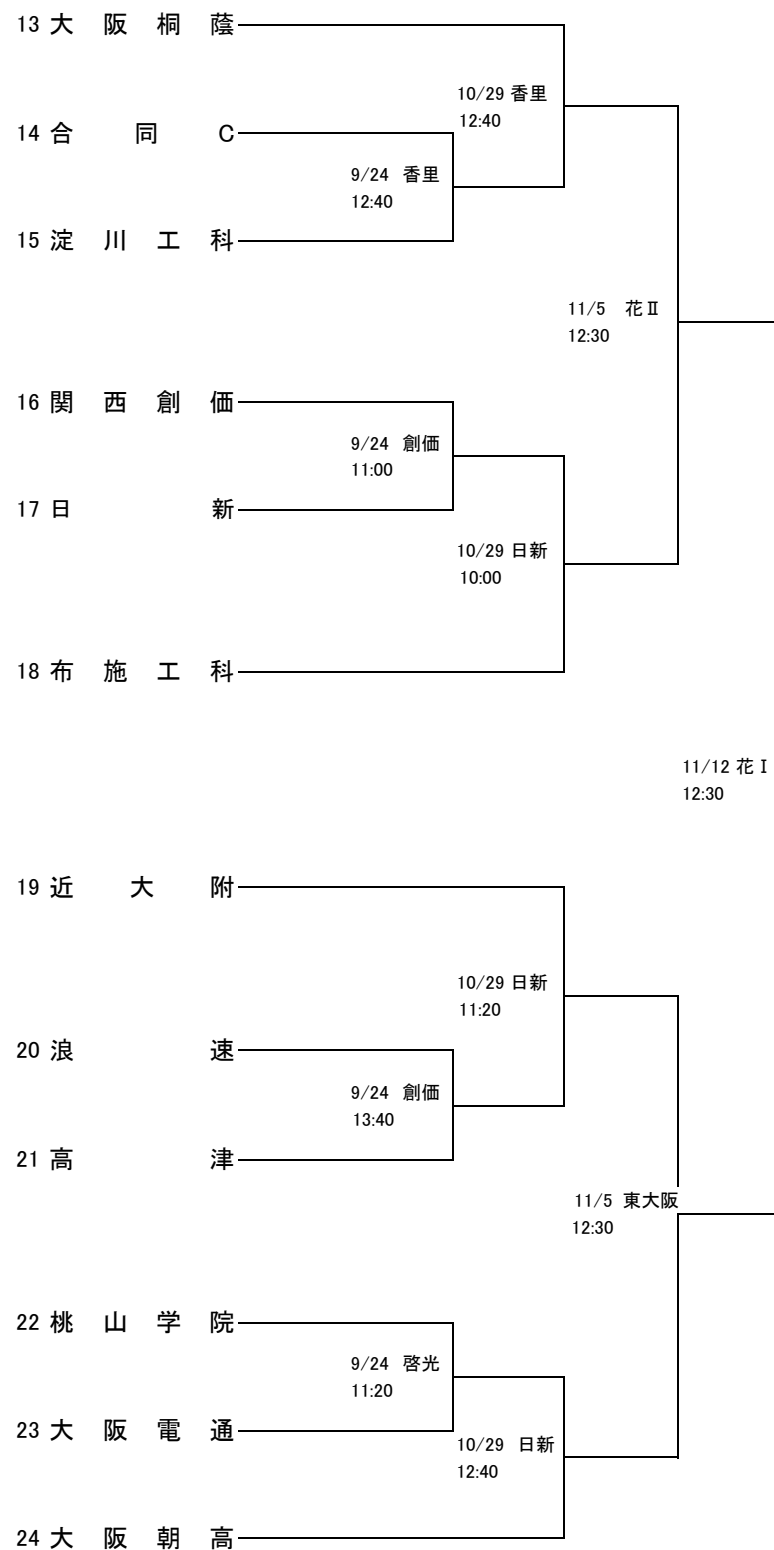 13 大阪桐蔭
10/29 香里
12:40
14 合同C
9/24 香里
12:40
15 淀川工科
11/5 花Ⅱ
12:30
16 関西創価
9/24 創価
11:00
17 日新
10/29 日新
10:00
18 布施工科
11/12 花Ⅰ
12:30
19 近大附
10/29 日新
11:20
20 浪速
9/24 創価
13:40
21 高津
11/5 東大阪
12:30
22 桃山学院
9/24 啓光
11:20
23 大阪電通
10/29 日新
12:40
24 大阪朝高